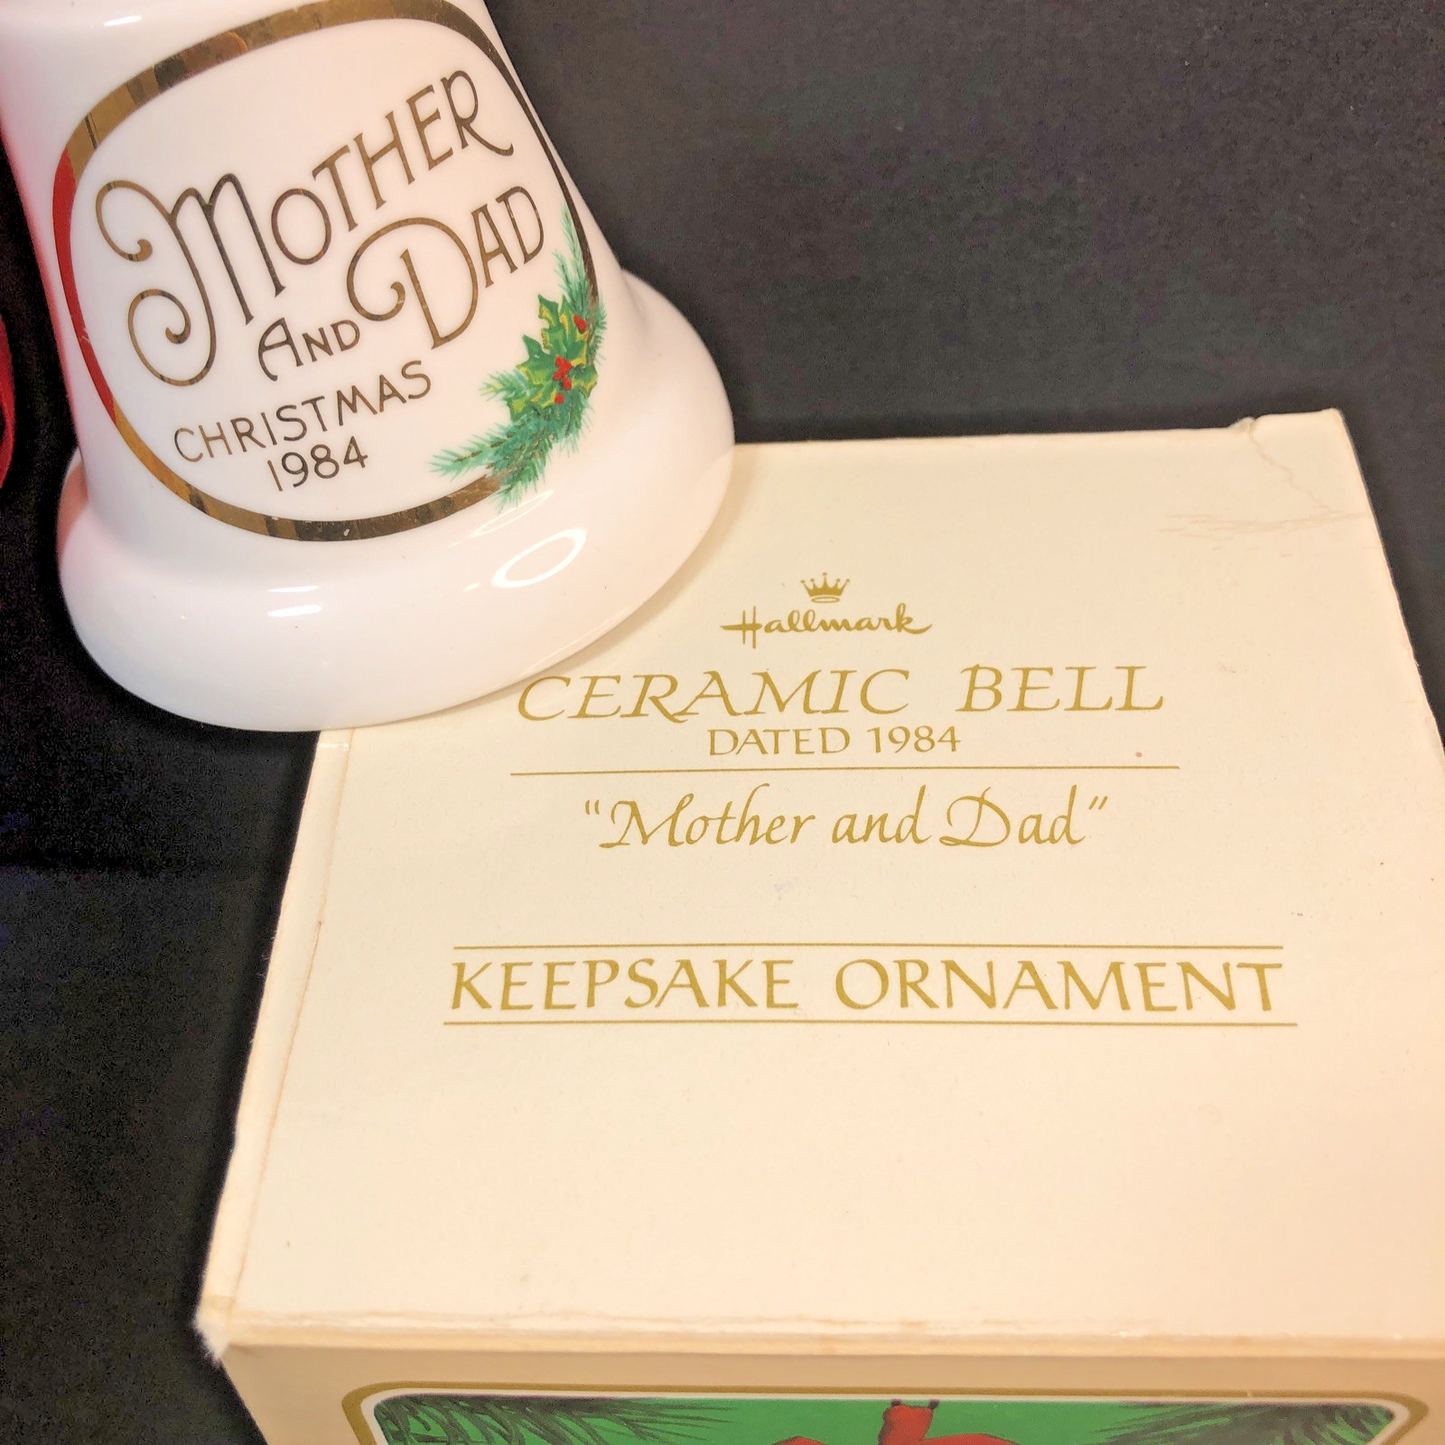 MOTHER
AND DAD
CHRISTMAS
1984
Hallmark
CERAMIC BELL
DATED 1984
"Mother and Dad"
KEEPSAKE ORNAMENT